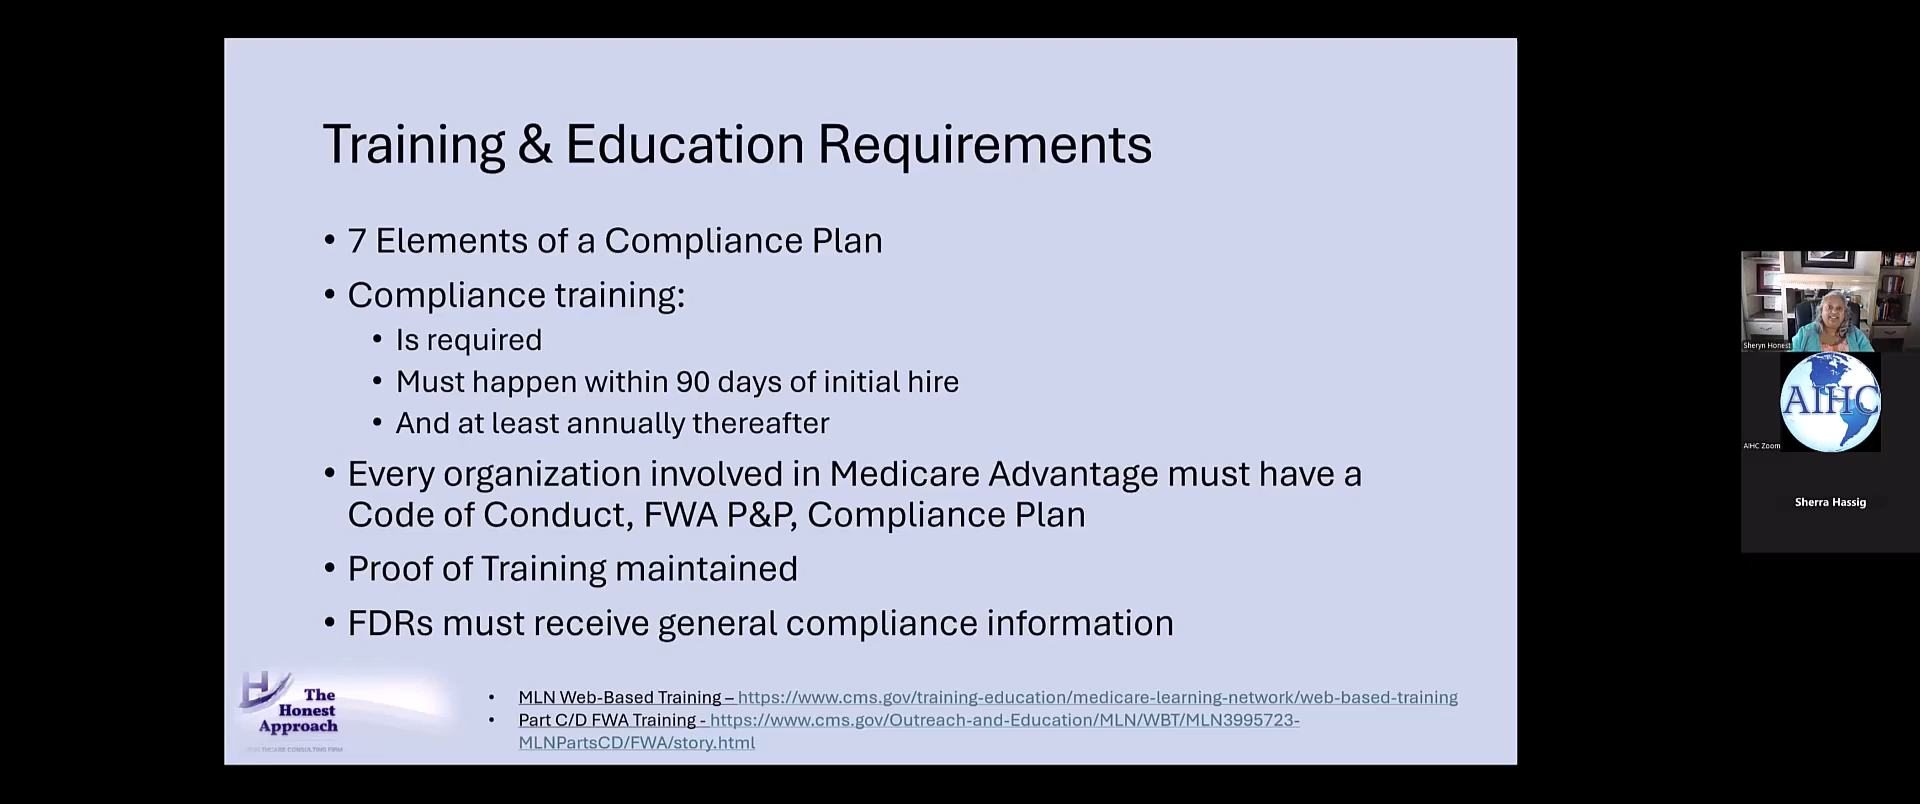 Training & Education Requirements
• 7 Elements of a Compliance Plan
• Compliance training:
• Is required
• Must happen within 90 days of initial hire
• And at least annually thereafter
• Every organization involved in Medicare Advantage must have a
Code of Conduct, FWA P&P, Compliance Plan
• Proof of Training maintained
• FDRs must receive general compliance information
• MLN Web-Based Training – https://www.cms.gov/training-education/medicare-learning-network/web-based-training
• Part C/D FWA Training - https://www.cms.gov/Outreach-and-Education/MLN/WBT/MLN3995723-
MLNPartsCD/FWA/story.html
H
The
Honest
Approach
THCARE CONSULTING FIRM
Sheryn Honest
AIHC
AIHC Zoom
Sherra Hassig